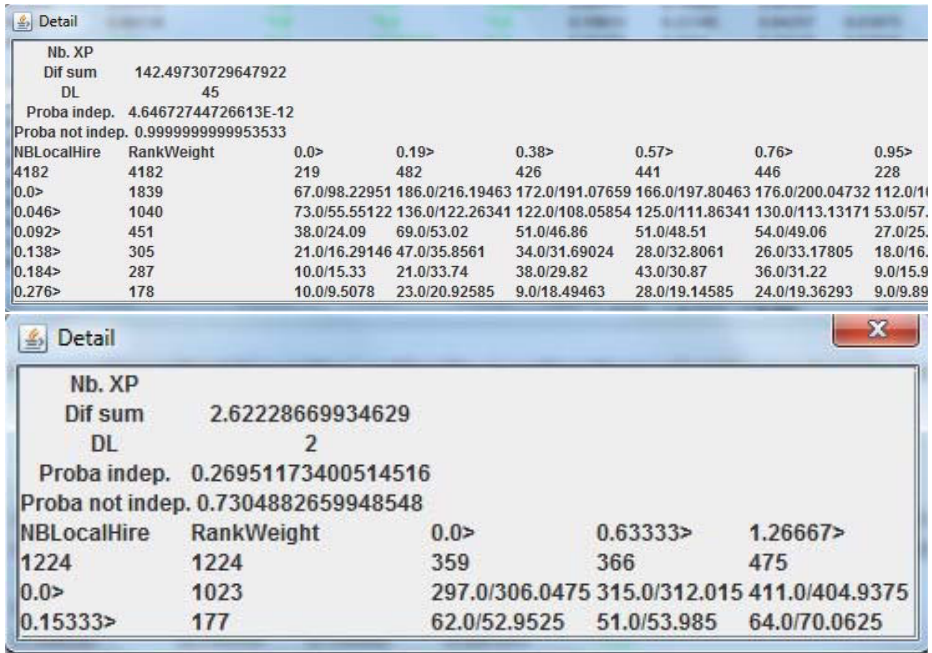 Detail
Nb. XP
Dif sum 142.49730729647922
DL 45
Proba indep. 4.64672744726613E-12
Proba not indep. 0.9999999999953533
NBLocalHire RankWeight 0.0> 0.19> 0.38> 0.57> 0.76> 0.95>
4182 4182 219 482 426 441 446 228
0.0> 1839 67.0/98.22951 186.0/216.19463 172.0/191.07659 166.0/197.80463 176.0/200.04732 112.0/10
0.046> 1040 73.0/55.55122 136.0/122.26341 122.0/108.05854 125.0/111.86341 130.0/113.13171 53.0/57.
0.092> 451 38.0/24.09 69.0/53.02 51.0/46.86 51.0/48.51 54.0/49.06 27.0/25.
0.138> 305 21.0/16.29146 47.0/35.8561 34.0/31.69024 28.0/32.8061 26.0/33.17805 18.0/16.
0.184> 287 10.0/15.33 21.0/33.74 38.0/29.82 43.0/30.87 36.0/31.22 9.0/15.9
0.276> 178 10.0/9.5078 23.0/20.92585 9.0/18.49463 28.0/19.14585 24.0/19.36293 9.0/9.89
Detail
Nb. XP
Dif sum 2.62228669934629
DL 2
Proba indep. 0.26951173400514516
Proba not indep. 0.7304882659948548
NBLocalHire RankWeight 0.0> 0.63333> 1.26667>
1224 1224 359 366 475
0.0> 1023 297.0/306.0475 315.0/312.015 411.0/404.9375
0.15333> 177 62.0/52.9525 51.0/53.985 64.0/70.0625